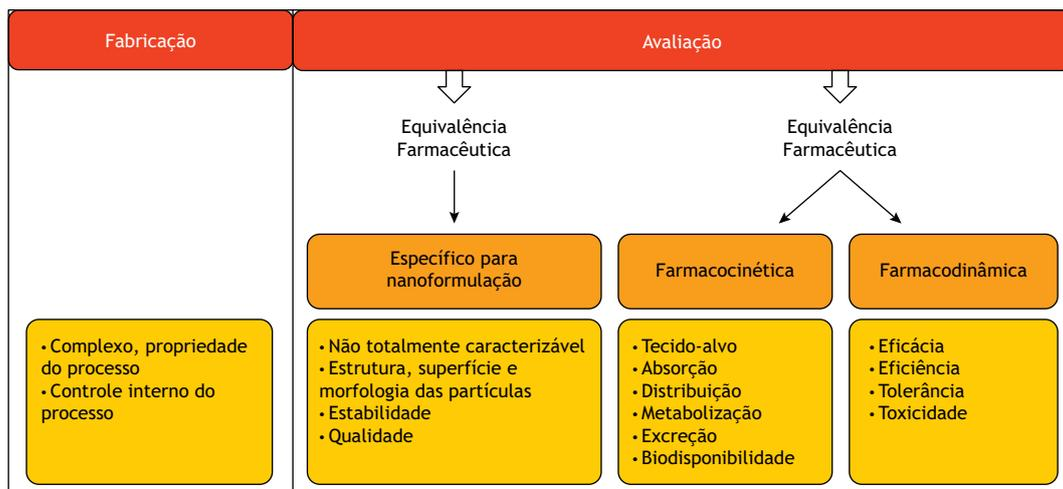 Fabricação
Avaliação
Equivalência
Farmacêutica
Equivalência
Farmacêutica
Específico para
nanoformulação
Farmacocinética
Farmacodinâmica
• Complexo, propriedade
do processo
• Controle interno do
processo
• Não totalmente caracterizável
• Estrutura, superfície e
morfologia das partículas
• Estabilidade
• Qualidade
• Tecido-alvo
• Absorção
• Distribuição
• Metabolização
• Excreção
• Biodisponibilidade
• Eficácia
• Eficiência
• Tolerância
• Toxicidade